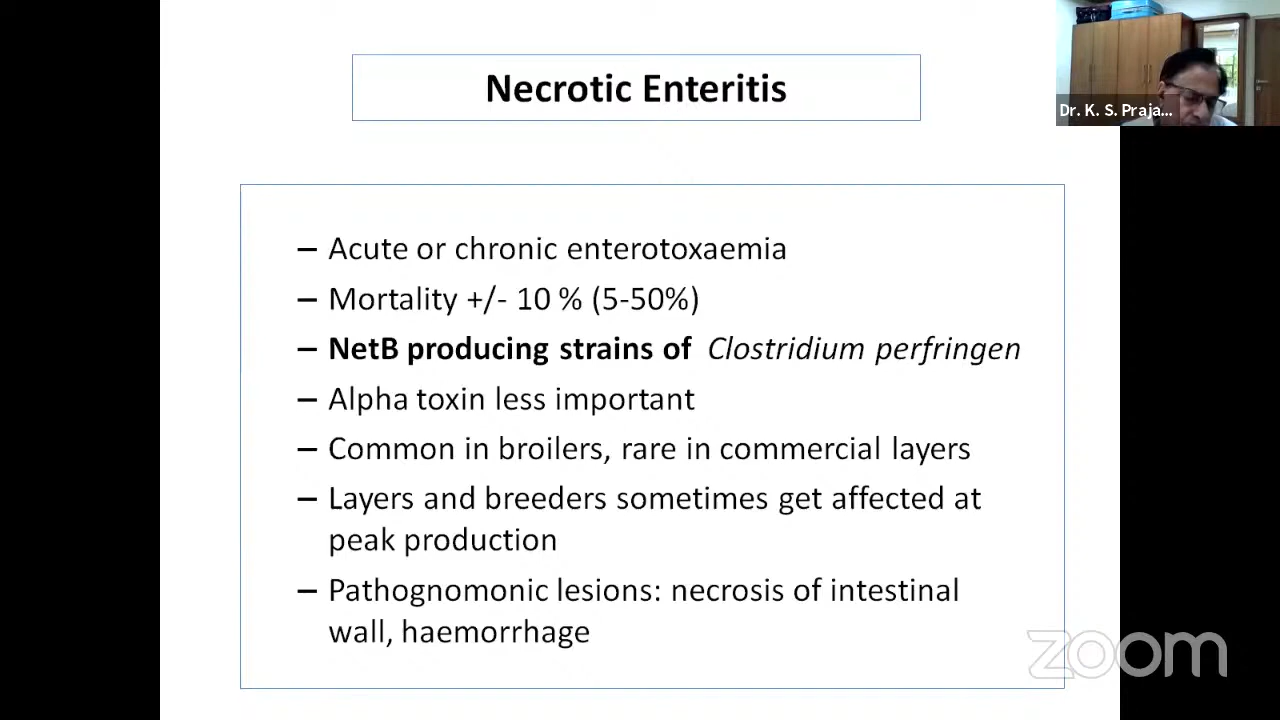 Necrotic Enteritis
Dr. K. S. Praja...
– Acute or chronic enterotoxaemia
– Mortality +/- 10 % (5-50%)
– NetB producing strains of Clostridium perfringen
– Alpha toxin less important
– Common in broilers, rare in commercial layers
– Layers and breeders sometimes get affected at
peak production
– Pathognomonic lesions: necrosis of intestinal
wall, haemorrhage
zoom